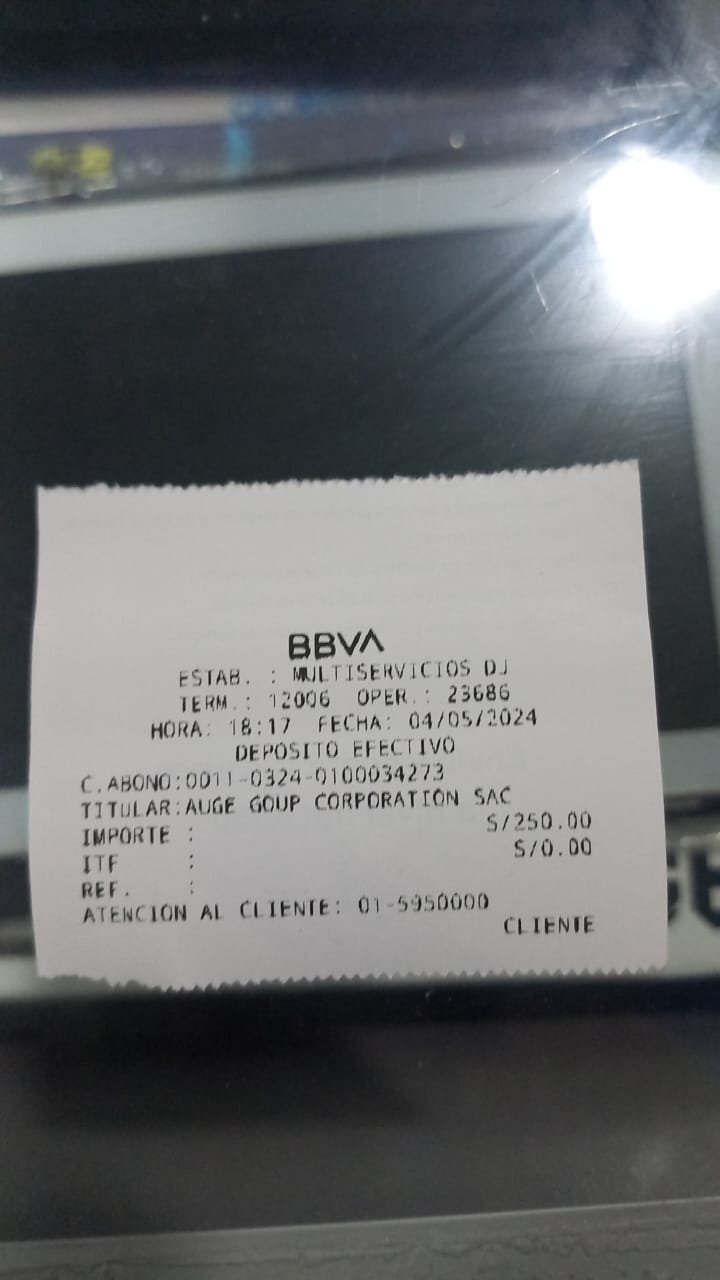 BBVA
ESTAB. : MULTISERVICIOS DJ
TERM.: 12006 OPER.: 23686
HORA: 18:17 FECHA: 04/05/2024
DEPOSITO EFECTIVO
C.ABONO:0011-0324-0100034273
TITULAR:AUGE GOUP CORPORATION SAC
IMPORTE : S/250.00
ITF : S/0.00
REF. :
ATENCION AL CLIENTE: 01-5950000
CLIENTE